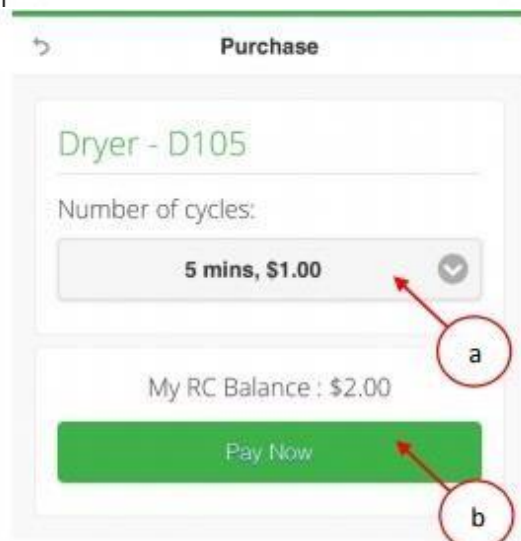 Purchase
Dryer - D105
Number of cycles:
5 mins, $1.00
a
My RC Balance : $2.00
Pay Now
b